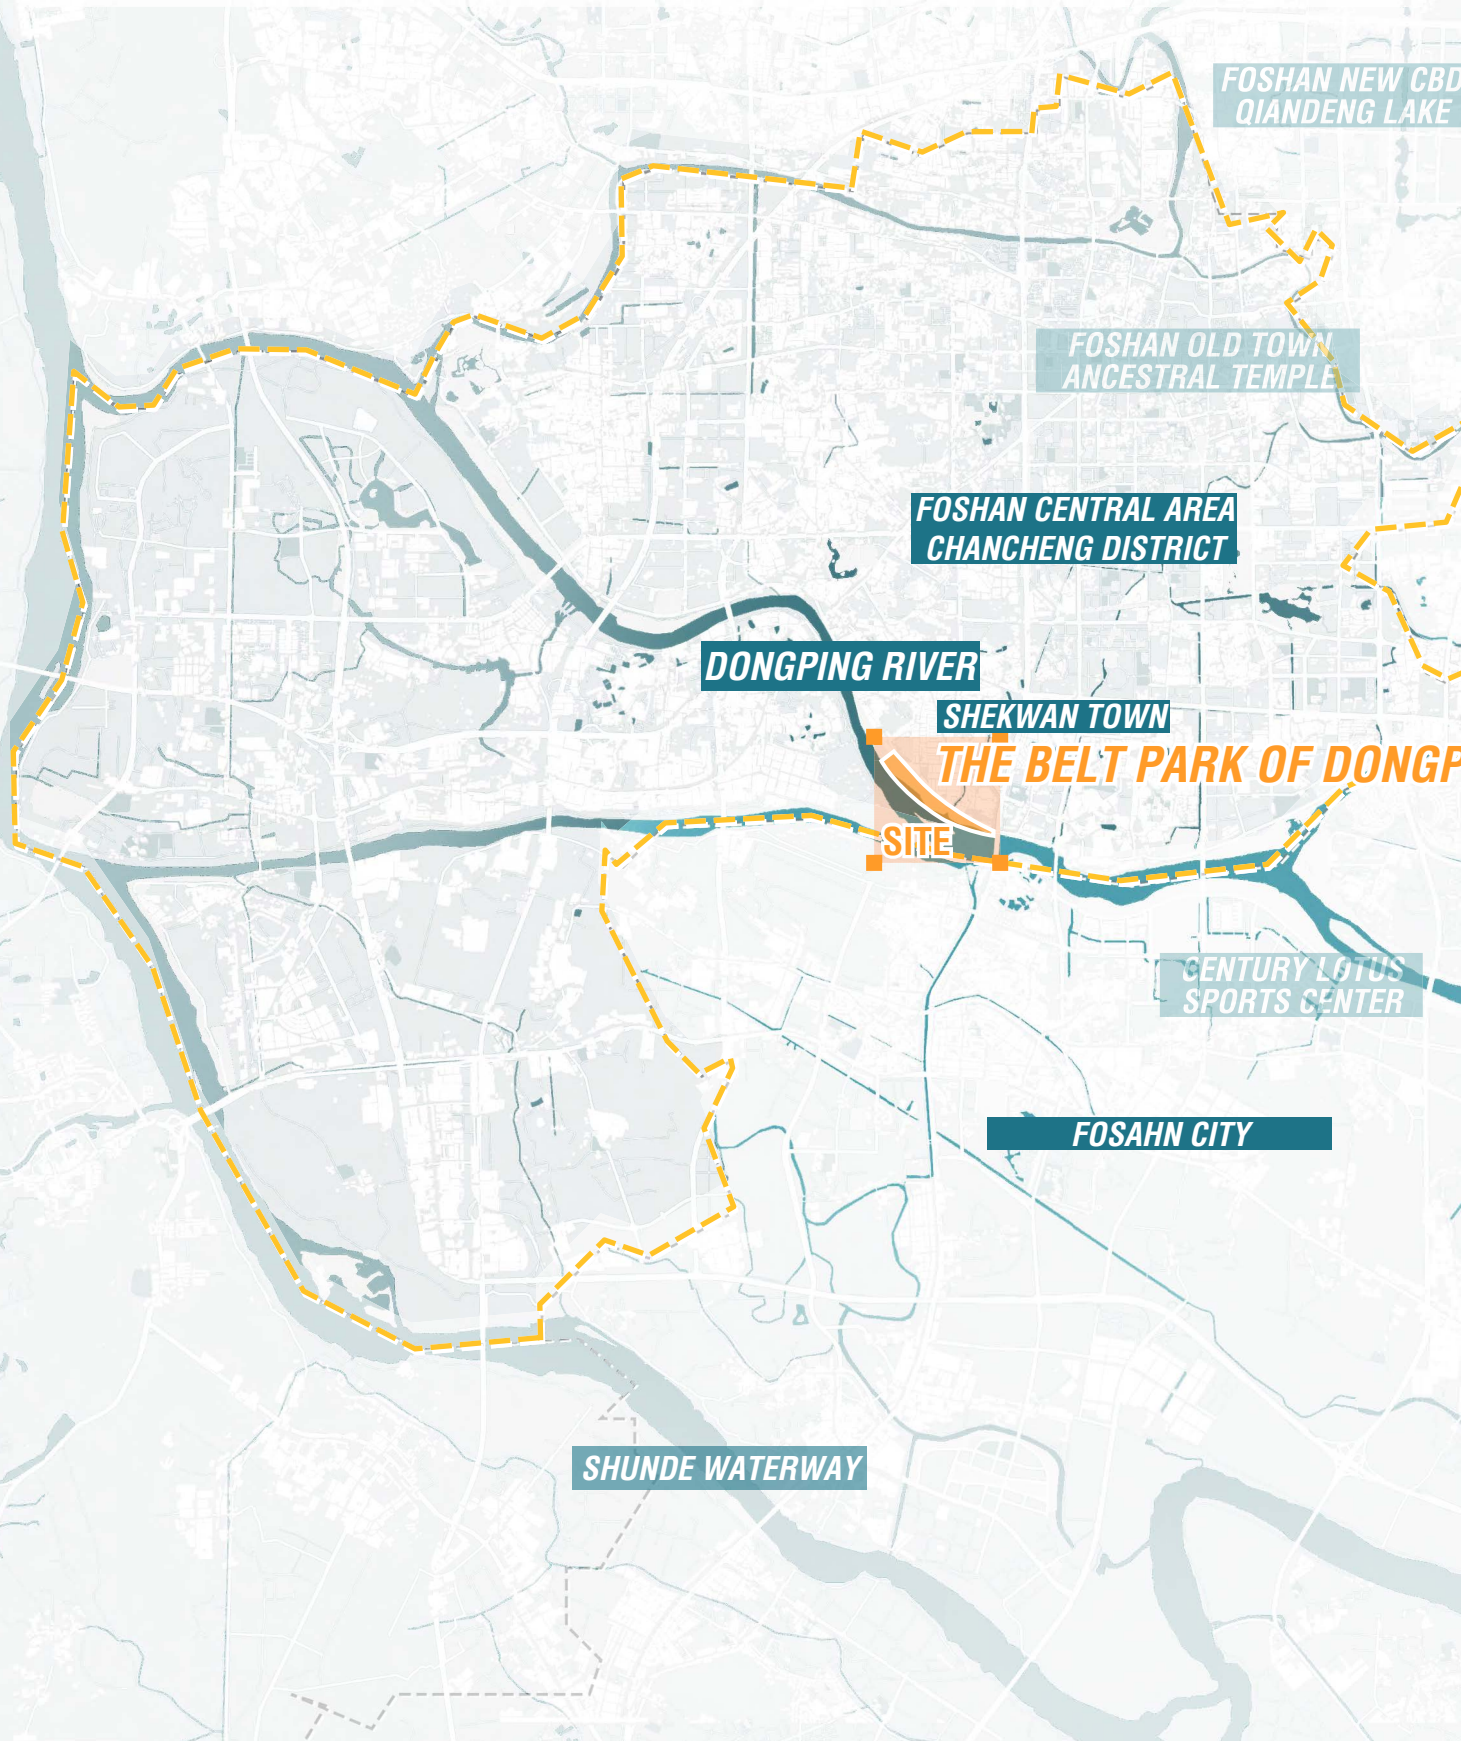 FOSHAN NEW CBD
QIANDENG LAKE
FOSHAN OLD TOWN
ANCESTRAL TEMPLE
FOSHAN CENTRAL AREA
CHANCHENG DISTRICT
DONGPING RIVER
SHEKWAN TOWN
THE BELT PARK OF DONGP
SITE
CENTURY LOTUS
SPORTS CENTER
FOSAHN CITY
SHUNDE WATERWAY